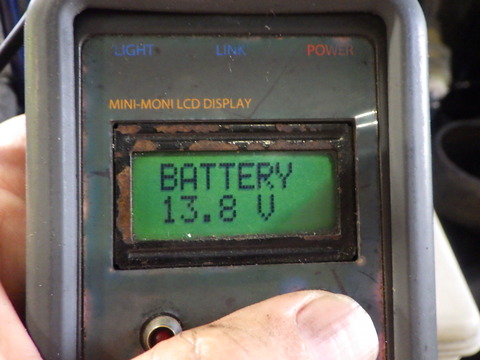 LIGHT LINK POWER
MINI-MONI LCD DISPLAY
BATTERY
13.8 V